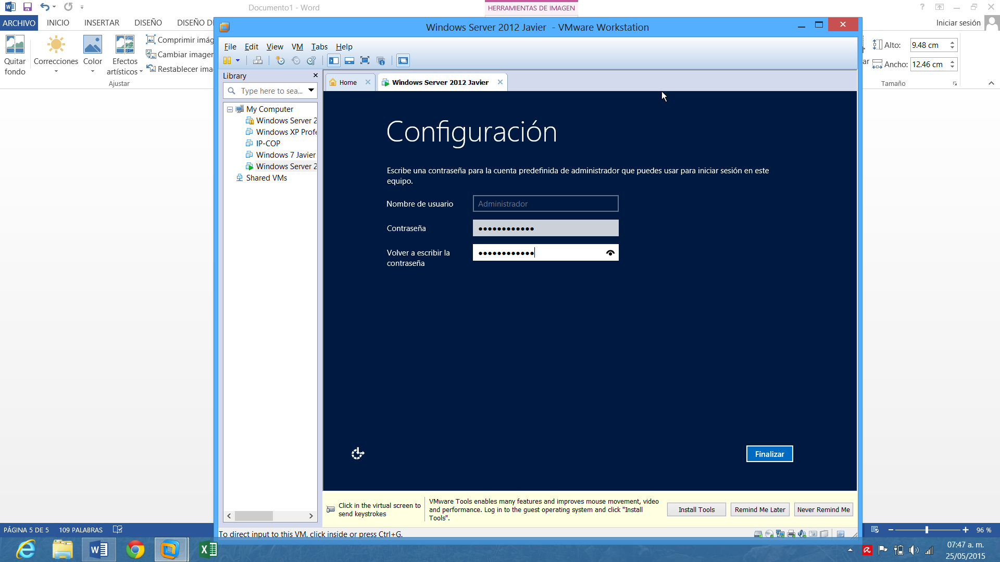 Documento1 - Word
HERRAMIENTAS DE IMAGEN
?
ARCHIVO
INICIO
INSERTAR
DISEÑO
DISEÑO
Iniciar sesión
Quitar
fondo
Correcciones
Color
Efectos
artísticos
Comprimir
Cambiar
Restablecer
Ajustar
Alto:
9.48 cm
Ancho:
12.46 cm
Tamaño
Windows Server 2012 Javier - VMware Workstation
File Edit View VM Tabs Help
Library
Type here to sea...
My Computer
Windows Server 2
Windows XP
IP-COP
Windows 7 Javier
Windows Server 2
Shared VMs
Home
Windows Server 2012 Javier
Configuración
Escribe una contraseña para la cuenta predefinida de administrador que puedes usar para iniciar sesión en este
equipo.
Nombre de usuario
Administrador
Contraseña
••••••••••••
Volver a escribir la
contraseña
••••••••••••
Finalizar
Click in the virtual screen to
send keystrokes
VMware Tools enables many features and improves mouse movement, video
and performance. Log in to the guest operating system and click "Install
Tools".
Install Tools
Remind Me Later
Never Remind Me
To direct input to this VM, click inside or press Ctrl+G.
PÁGINA 5 DE 5
109 PALABRAS
96 %
07:47 a. m.
25/05/2015